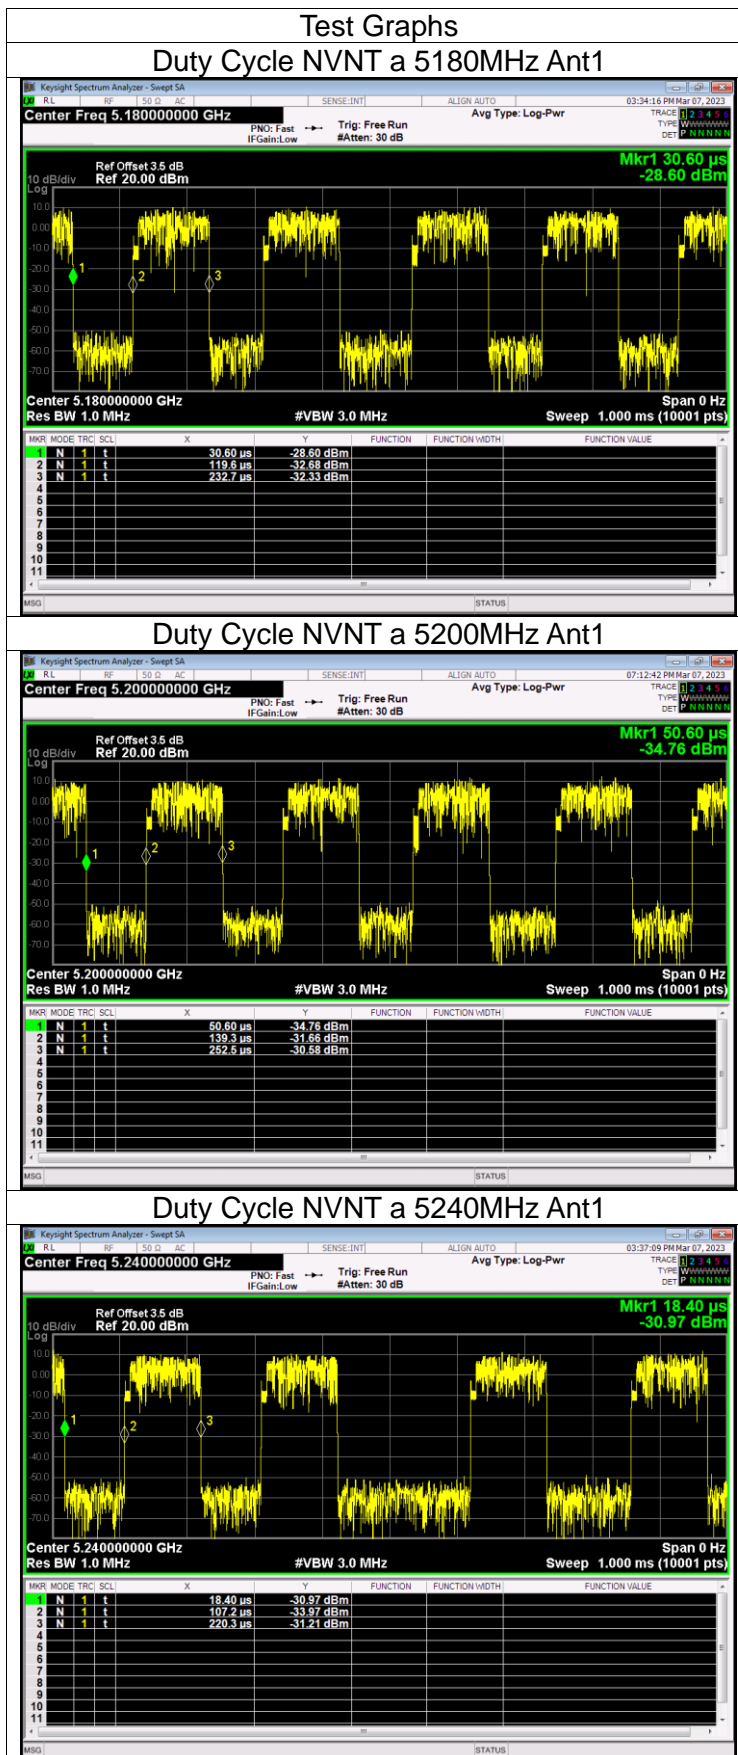 Test Graphs
Duty Cycle NVNT a 5180MHz Ant1
Keysight Spectrum Analyzer - Swept SA
RL RF 50 Ω AC SENSE:INT ALIGN AUTO 03:34:16 PM Mar 07, 2023
Center Freq 5.180000000 GHz Avg Type: Log-Pwr TRACE 1 2 3 4 5 6
PNO: Fast Trig: Free Run TYPE W
IFGain:Low #Atten: 30 dB DET P N N N N N
Mkr1 30.60 µs
-28.60 dBm
Ref Offset 3.5 dB
10 dB/div Ref 20.00 dBm
Log
10.0
0.00
-10.0
-20.0
-30.0
-40.0
-50.0
-60.0
-70.0
1
2
3
Center 5.180000000 GHz Span 0 Hz
Res BW 1.0 MHz #VBW 3.0 MHz Sweep 1.000 ms (10001 pts)
MKR MODE TRC SCL X Y FUNCTION FUNCTION WIDTH FUNCTION VALUE
1 N 1 t 30.60 µs -28.60 dBm
2 N 1 t 119.6 µs -32.68 dBm
3 N 1 t 232.7 µs -32.33 dBm
4
5
6
7
8
9
10
11
MSG STATUS
Duty Cycle NVNT a 5200MHz Ant1
Keysight Spectrum Analyzer - Swept SA
RL RF 50 Ω AC SENSE:INT ALIGN AUTO 07:12:42 PM Mar 07, 2023
Center Freq 5.200000000 GHz Avg Type: Log-Pwr TRACE 1 2 3 4 5 6
PNO: Fast Trig: Free Run TYPE W
IFGain:Low #Atten: 30 dB DET P N N N N N
Mkr1 50.60 µs
-34.76 dBm
Ref Offset 3.5 dB
10 dB/div Ref 20.00 dBm
Log
10.0
0.00
-10.0
-20.0
-30.0
-40.0
-50.0
-60.0
-70.0
1
2
3
Center 5.200000000 GHz Span 0 Hz
Res BW 1.0 MHz #VBW 3.0 MHz Sweep 1.000 ms (10001 pts)
MKR MODE TRC SCL X Y FUNCTION FUNCTION WIDTH FUNCTION VALUE
1 N 1 t 50.60 µs -34.76 dBm
2 N 1 t 139.3 µs -31.66 dBm
3 N 1 t 252.5 µs -30.58 dBm
4
5
6
7
8
9
10
11
MSG STATUS
Duty Cycle NVNT a 5240MHz Ant1
Keysight Spectrum Analyzer - Swept SA
RL RF 50 Ω AC SENSE:INT ALIGN AUTO 03:37:09 PM Mar 07, 2023
Center Freq 5.240000000 GHz Avg Type: Log-Pwr TRACE 1 2 3 4 5 6
PNO: Fast Trig: Free Run TYPE W
IFGain:Low #Atten: 30 dB DET P N N N N N
Mkr1 18.40 µs
-30.97 dBm
Ref Offset 3.5 dB
10 dB/div Ref 20.00 dBm
Log
10.0
0.00
-10.0
-20.0
-30.0
-40.0
-50.0
-60.0
-70.0
1
2
3
Center 5.240000000 GHz Span 0 Hz
Res BW 1.0 MHz #VBW 3.0 MHz Sweep 1.000 ms (10001 pts)
MKR MODE TRC SCL X Y FUNCTION FUNCTION WIDTH FUNCTION VALUE
1 N 1 t 18.40 µs -30.97 dBm
2 N 1 t 107.2 µs -33.97 dBm
3 N 1 t 220.3 µs -31.21 dBm
4
5
6
7
8
9
10
11
MSG STATUS